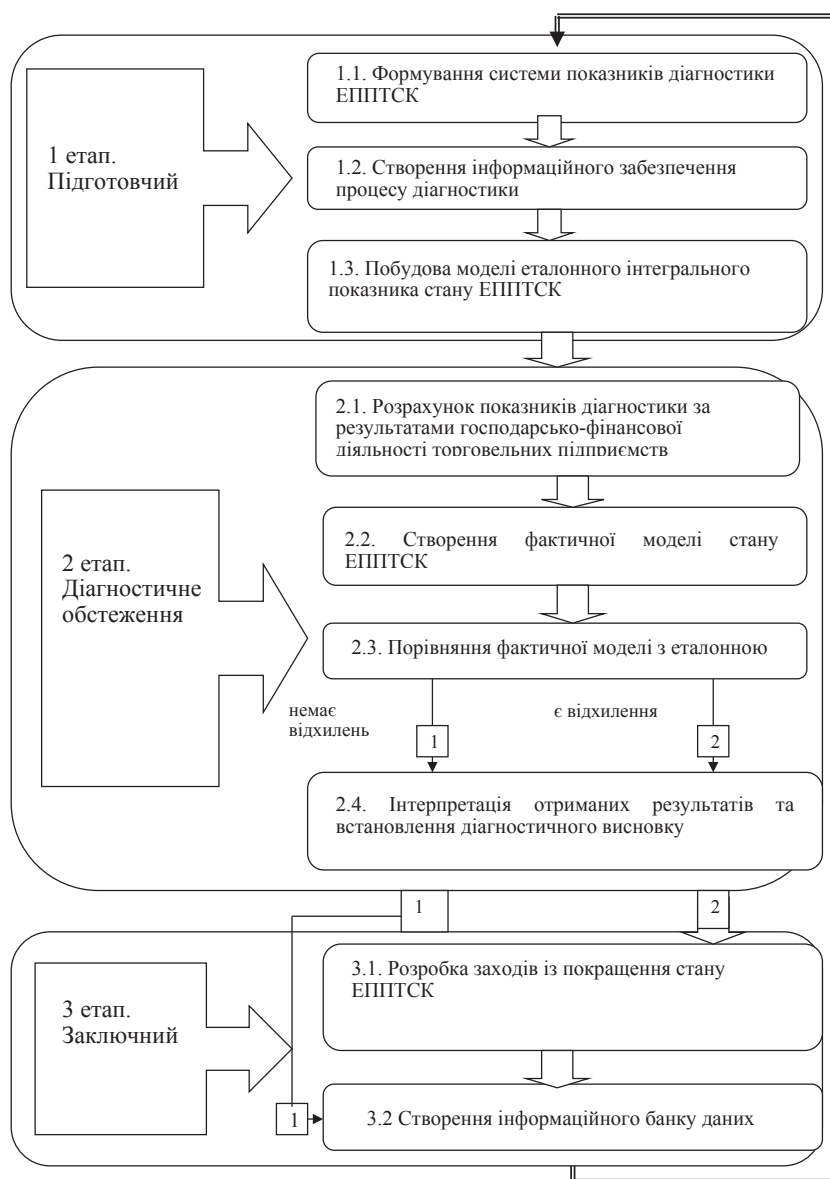 1 етап.
Підготовчий
1.1. Формування системи показників діагностики
ЕППТСК
1.2. Створення інформаційного забезпечення
процесу діагностики
1.3. Побудова моделі еталонного інтегрального
показника стану ЕППТСК
2 етап.
Діагностичне
обстеження
2.1. Розрахунок показників діагностики за
результатами господарсько-фінансової
діяльності торговельних підприємств
2.2. Створення фактичної моделі стану
ЕППТСК
2.3. Порівняння фактичної моделі з еталонною
немає
відхилень
є відхилення
1
2
2.4. Інтерпретація отриманих результатів та
встановлення діагностичного висновку
1
2
3 етап.
Заключний
3.1. Розробка заходів із покращення стану
ЕППТСК
1
3.2 Створення інформаційного банку даних